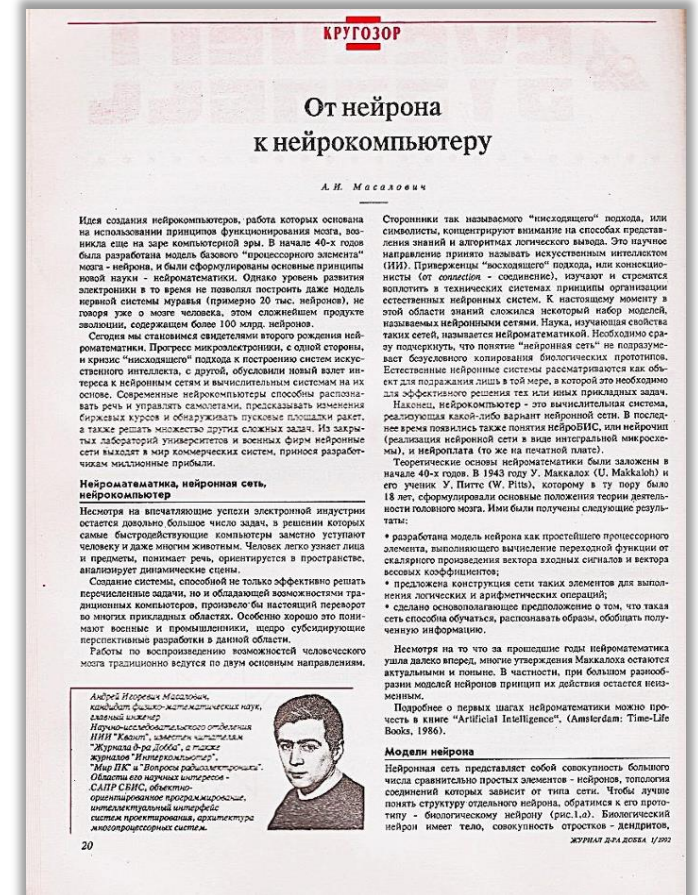 КРУГОЗОР
От нейрона
к нейрокомпьютеру
А. И. Масалович
Идея создания нейрокомпьютеров, работа которых основана
на использовании принципов функционирования мозга, воз-
никла еще на заре компьютерной эры. В начале 40-х годов
была разработана модель базового "процессорного элемента"
мозга - нейрона, и были сформулированы основные принципы
новой науки - нейроматематики. Однако уровень развития
электроники в то время не позволял построить даже модель
нервной системы муравья (примерно 20 тыс. нейронов), не
говоря уже о мозге человека, этом сложнейшем продукте
эволюции, содержащем более 100 млрд. нейронов.
Сегодня мы становимся свидетелями второго рождения ней-
роматематики. Прогресс микроэлектроники, с одной стороны,
и кризис "нисходящего" подхода к построению систем искус-
ственного интеллекта, с другой, обусловили новый взлет ин-
тереса к нейронным сетям и вычислительным системам на их
основе. Современные нейрокомпьютеры способны распозна-
вать речь и управлять самолетами, предсказывать изменения
биржевых курсов и обнаруживать пусковые площадки ракет,
а также решать множество других сложных задач. Из закры-
тых лабораторий университетов и военных фирм нейронные
сети выходят в мир коммерческих систем, принося разработ-
чикам миллионные прибыли.
Нейроматематика, нейронная сеть,
нейрокомпьютер
Несмотря на впечатляющие успехи электронной индустрии
остается довольно большое число задач, в решении которых
самые быстродействующие компьютеры заметно уступают
человеку и даже многим животным. Человек легко узнает лица
и предметы, понимает речь, ориентируется в пространстве,
анализирует динамические сцены.
Создание системы, способной не только эффективно решать
перечисленные задачи, но и обладающей возможностями тра-
диционных компьютеров, произвело бы настоящий переворот
во многих прикладных областях. Особенно хорошо это пони-
мают военные и промышленники, щедро субсидирующие
перспективные разработки в данной области.
Работы по воспроизведению возможностей человеческого
мозга традиционно ведутся по двум основным направлениям.
Андрей Игоревич Масалович,
кандидат физико-математических наук,
главный инженер
Научно-исследовательского отделения
НИИ "Квант", известен читателям
"Журнала д-ра Добба", а также
журналов "Интеркомпьютер",
"Мир ПК" и "Вопросы радиоэлектроники".
Области его научных интересов -
САПР СБИС, объектно-
ориентированное программирование,
интеллектуальный интерфейс
систем проектирования, архитектура
многопроцессорных систем.
20
Сторонники так называемого "нисходящего" подхода, или
символисты, концентрируют внимание на способах представ-
ления знаний и алгоритмах логического вывода. Это научное
направление принято называть искусственным интеллектом
(ИИ). Приверженцы "восходящего" подхода, или коннекцио-
нисты (от connection - соединение), изучают и стремятся
воплотить в технических системах принципы организации
естественных нейронных систем. К настоящему моменту в
этой области знаний сложился некоторый набор моделей,
называемых нейронными сетями. Наука, изучающая свойства
таких сетей, называется нейроматематикой. Необходимо сра-
зу подчеркнуть, что понятие "нейронная сеть" не подразуме-
вает безусловного копирования биологических прототипов.
Естественные нейронные системы рассматриваются как объ-
ект для подражания лишь в той мере, в которой это необходимо
для эффективного решения тех или иных прикладных задач.
Наконец, нейрокомпьютер - это вычислительная система,
реализующая какой-либо вариант нейронной сети. В послед-
нее время появились также понятия нейроБИС, или нейрочип
(реализация нейронной сети в виде интегральной микросхе-
мы), и нейроплата (то же на печатной плате).
Теоретические основы нейроматематики были заложены в
начале 40-х годов. В 1943 году У. Маккалох (U. Makkaloh) и
его ученик У. Питтс (W. Pitts), которому в ту пору было
18 лет, сформулировали основные положения теории деятель-
ности головного мозга. Ими были получены следующие резуль-
таты:
• разработана модель нейрона как простейшего процессорного
элемента, выполняющего вычисление переходной функции от
скалярного произведения вектора входных сигналов и вектора
весовых коэффициентов;
• предложена конструкция сети таких элементов для выпол-
нения логических и арифметических операций;
• сделано основополагающее предположение о том, что такая
сеть способна обучаться, распознавать образы, обобщать полу-
ченную информацию.
Несмотря на то что за прошедшие годы нейроматематика
ушла далеко вперед, многие утверждения Маккалоха остаются
актуальными и поныне. В частности, при большом разнооб-
разии моделей нейронов принцип их действия остается неиз-
менным.
Подробнее о первых шагах нейроматематики можно про-
честь в книге "Artificial Intelligence", (Amsterdam: Time-Life
Books, 1986).
Модели нейрона
Нейронная сеть представляет собой совокупность большого
числа сравнительно простых элементов - нейронов, топология
соединений которых зависит от типа сети. Чтобы лучше
понять структуру отдельного нейрона, обратимся к его прото-
типу - биологическому нейрону (рис.1,а). Биологический
нейрон имеет тело, совокупность отростков - дендритов,
ЖУРНАЛ Д-РА ДОББА 1/1992